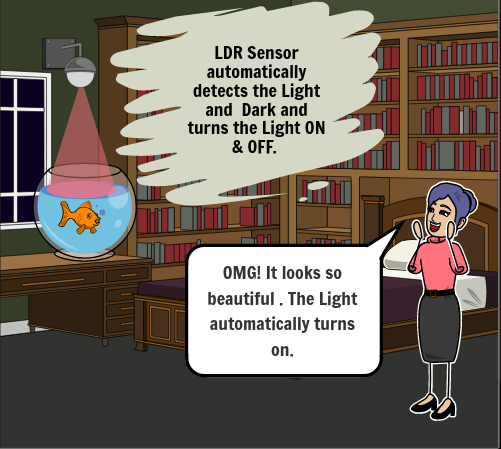 LDR Sensor
automatically
detects the Light
and Dark and
turns the Light ON
& OFF.
OMG! It looks so
beautiful . The Light
automatically turns
on.